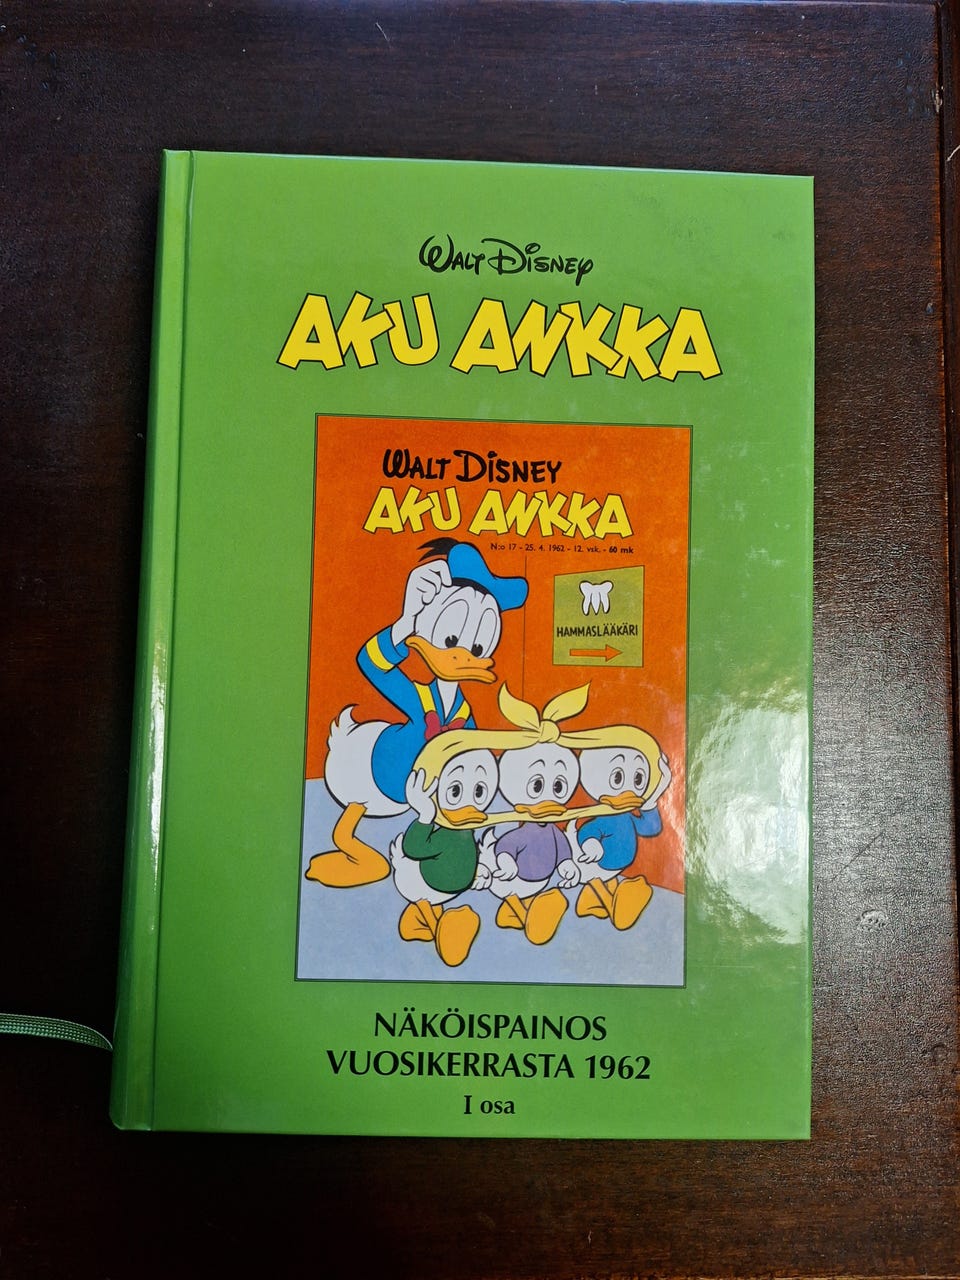 WALT DISNEY
AKU ANKKA
WALT DISNEY
AKU ANKKA
N:o 17 - 25. 4. 1962 - 12. vsk. - 60 mk
HAMMASLÄÄKÄRI
NÄKÖISPAINOS
VUOSIKERRASTA 1962
I osa